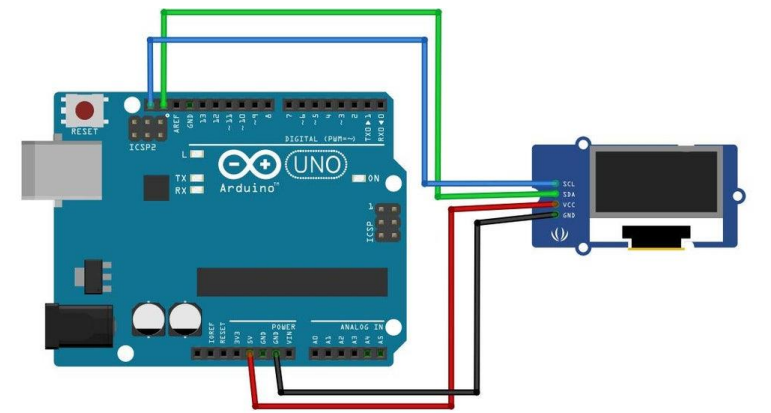 RESET
ICSP2
AREF
GND
13
12
~11
~10
~9
8
7
~6
~5
4
~3
2
TX0▶1
RX0◀0
DIGITAL (PWM=~)
L
TX
RX
UNO
ON
Arduino™
1
ICSP
SCL
SDA
VCC
GND
POWER
ANALOG IN
IOREF
RESET
3V3
5V
GND
GND
VIN
A0
A1
A2
A3
A4
A5